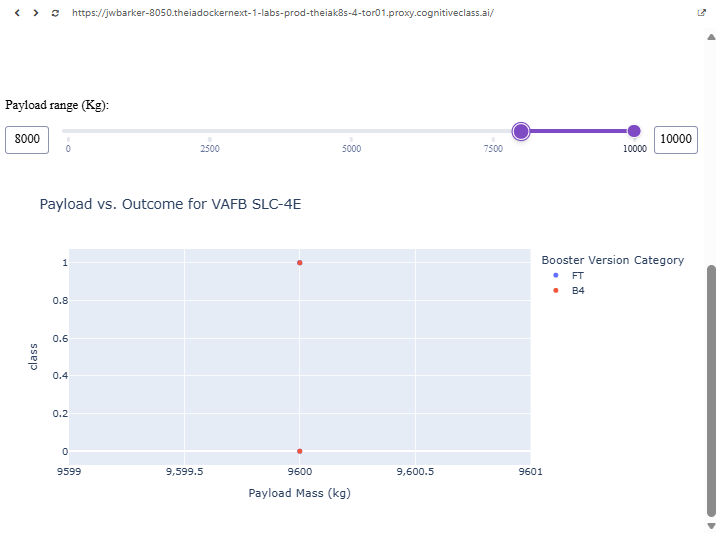 https://jwbarker-8050.theiadockernext-1-labs-prod-theiak8s-4-tor01.proxy.cognitiveclass.ai/
Payload range (Kg):
8000
0
2500
5000
7500
10000
10000
Payload vs. Outcome for VAFB SLC-4E
Booster Version Category
FT
B4
class
1
0.8
0.6
0.4
0.2
0
9599
9,599.5
9600
9,600.5
9601
Payload Mass (kg)